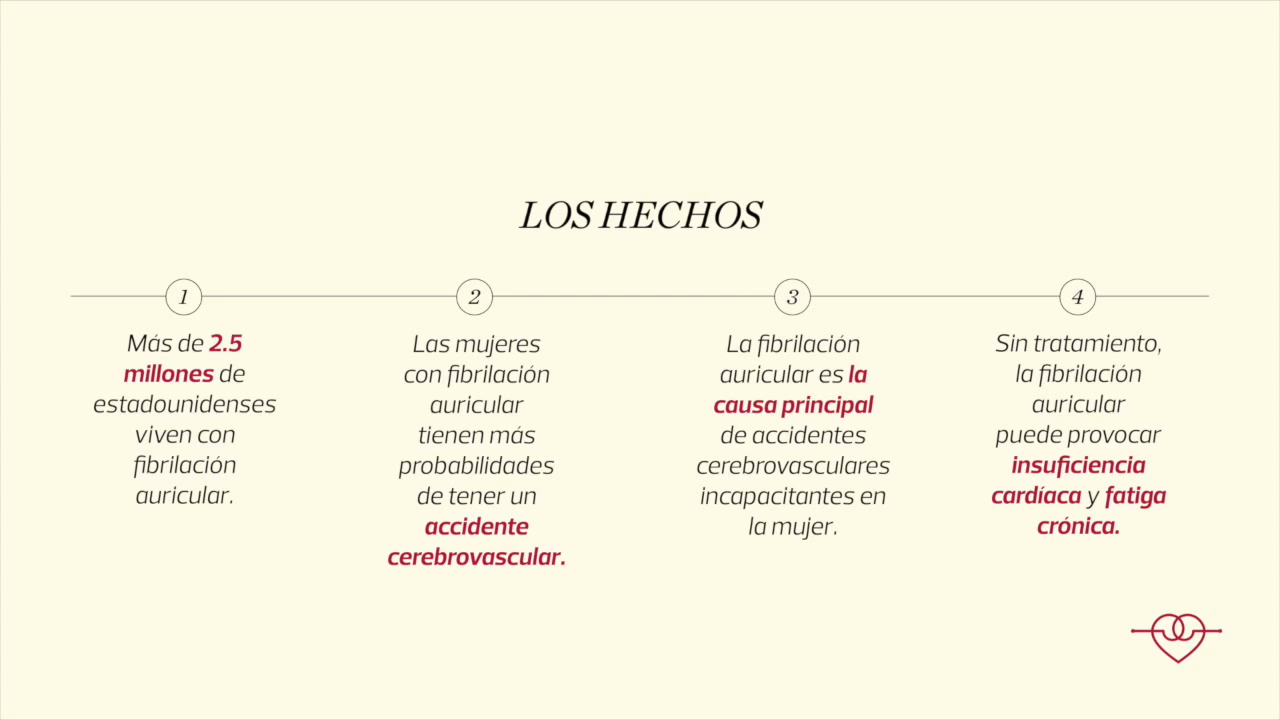 LOS HECHOS
1
Más de 2.5
millones de
estadounidenses
viven con
fibrilación
auricular.
2
Las mujeres
con fibrilación
auricular
tienen más
probabilidades
de tener un
accidente
cerebrovascular.
3
La fibrilación
auricular es la
causa principal
de accidentes
cerebrovasculares
incapacitantes en
la mujer.
4
Sin tratamiento,
la fibrilación
auricular
puede provocar
insuficiencia
cardíaca y fatiga
crónica.